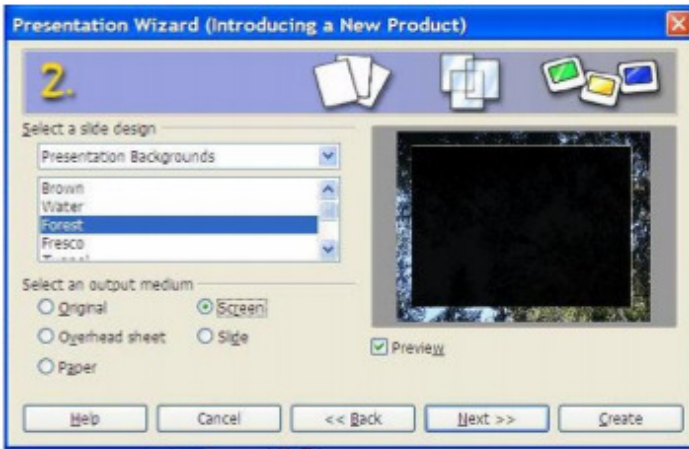 Presentation Wizard (Introducing a New Product)
2.
Select a slide design
Presentation Backgrounds
Brown
Water
Forest
Fresco
Select an output medium
Original
Screen
Overhead sheet
Slide
Paper
Preview
Help
Cancel
<< Back
Next >>
Create